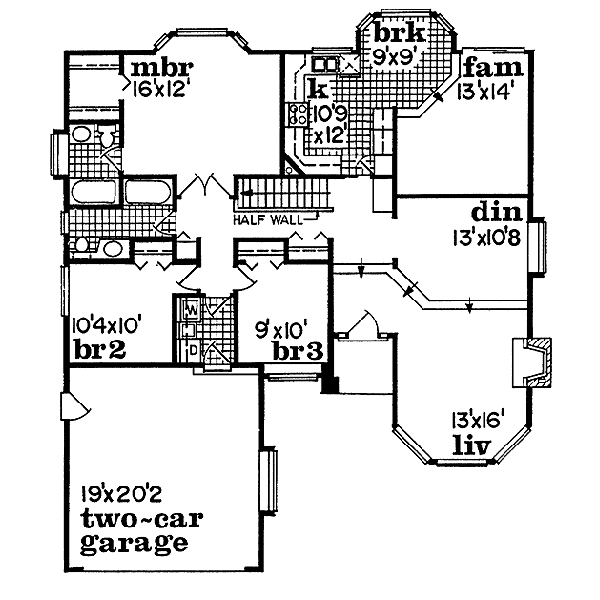 mbr
16'x12'
brk
9'x9'
fam
13'x14'
k
10'9
x12'
HALF WALL
din
13'x10'8
10'4x10'
br2
W
D
9'x10'
br3
13'x16'
liv
19'x20'2
two-car
garage